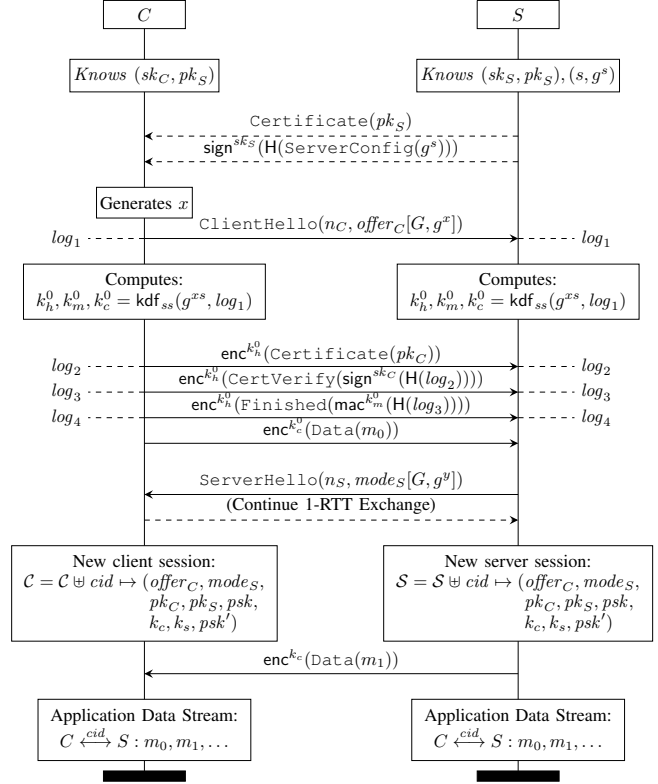 C S
Knows (sk_C, pk_S) Knows (sk_S, pk_S), (s, g^s)
Certificate(pk_S)
sign^{sk_S}(H(ServerConfig(g^s)))
Generates x
ClientHello(n_C, offer_C[G, g^x])
log_1 log_1
Computes: Computes:
k_h^0, k_m^0, k_c^0 = kdf_{ss}(g^{xs}, log_1) k_h^0, k_m^0, k_c^0 = kdf_{ss}(g^{xs}, log_1)
enc^{k_h^0}(Certificate(pk_C))
log_2 log_2
enc^{k_h^0}(CertVerify(sign^{sk_C}(H(log_2))))
log_3 log_3
enc^{k_h^0}(Finished(mac^{k_m^0}(H(log_3))))
log_4 log_4
enc^{k_c^0}(Data(m_0))
ServerHello(n_S, mode_S[G, g^y])
(Continue 1-RTT Exchange)
New client session: New server session:
𝒞 = 𝒞 ⊎ cid ↦ (offer_C, mode_S, 𝒮 = 𝒮 ⊎ cid ↦ (offer_C, mode_S,
pk_C, pk_S, psk, pk_C, pk_S, psk,
k_c, k_s, psk′) k_c, k_s, psk′)
enc^{k_c}(Data(m_1))
Application Data Stream: Application Data Stream:
C ⟷^{cid} S : m_0, m_1, … C ⟷^{cid} S : m_0, m_1, …